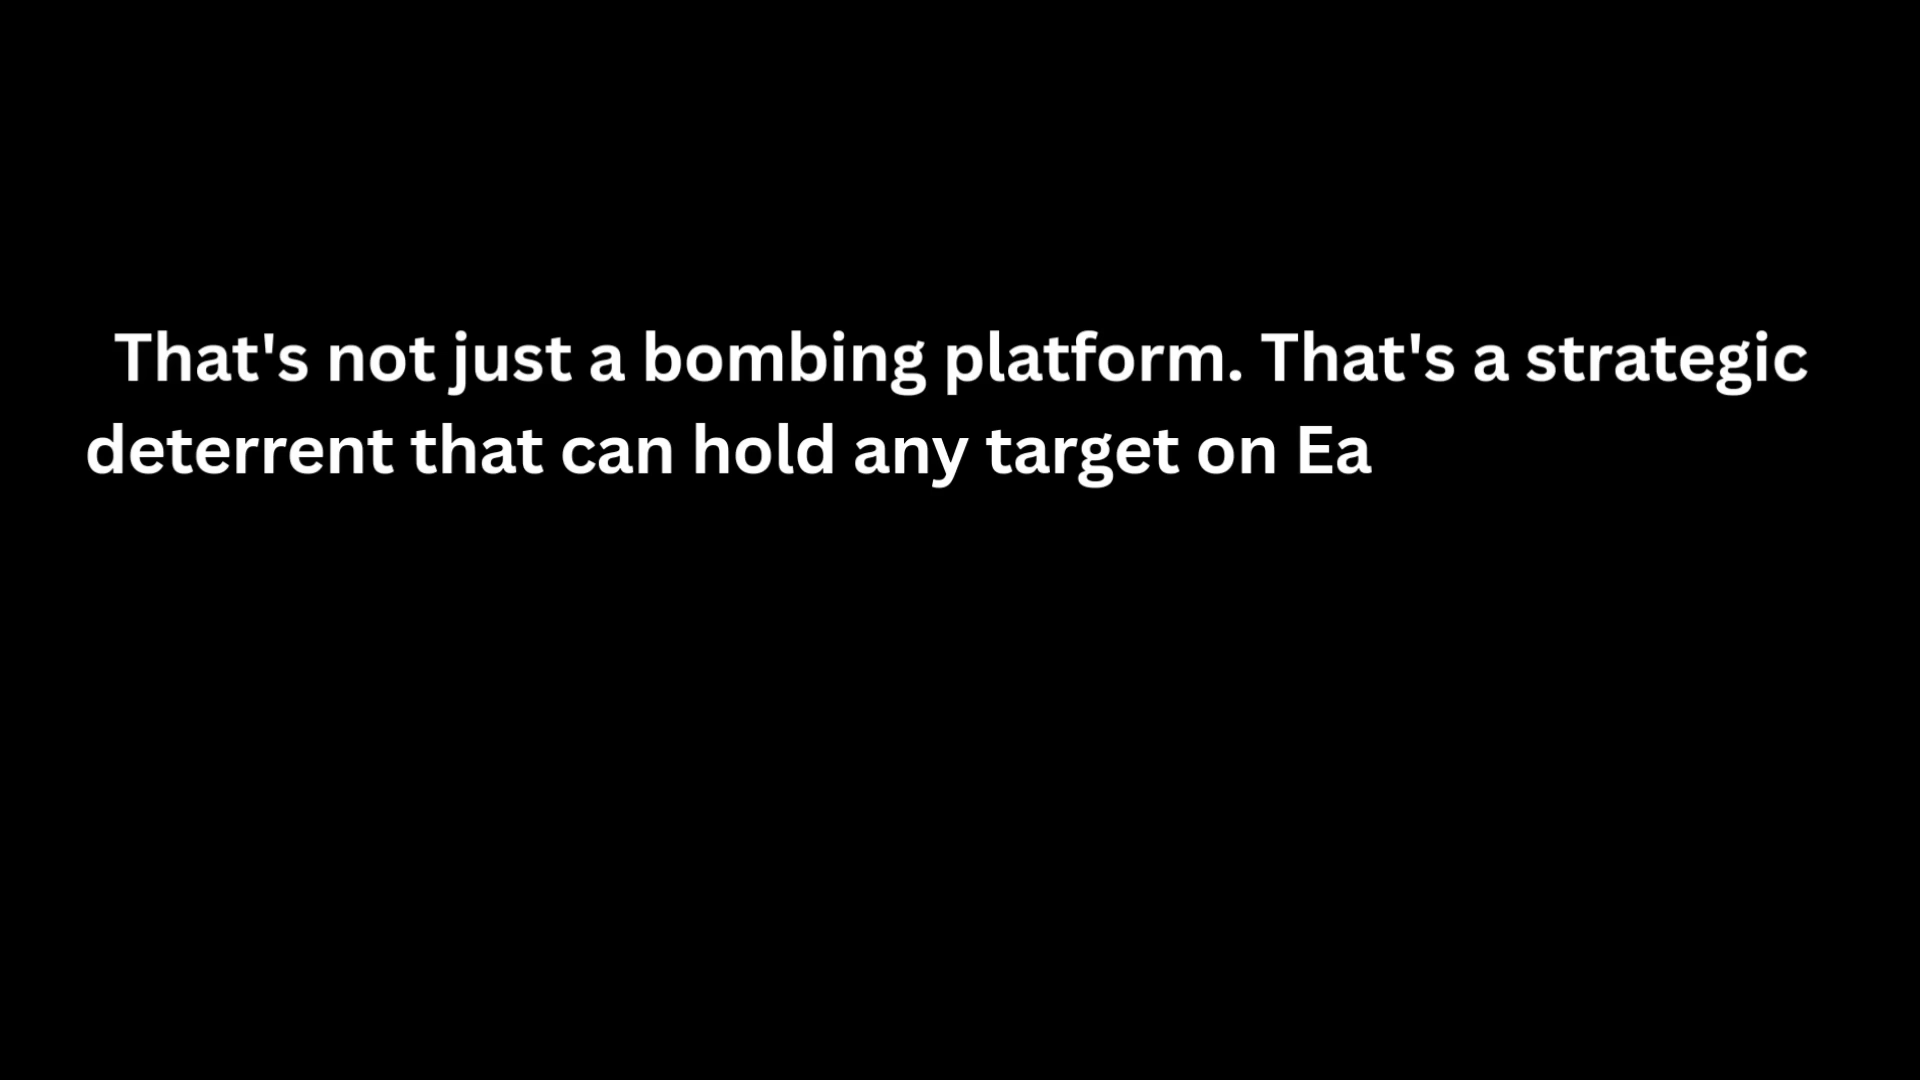 That's not just a bombing platform. That's a strategic
deterrent that can hold any target on Ea